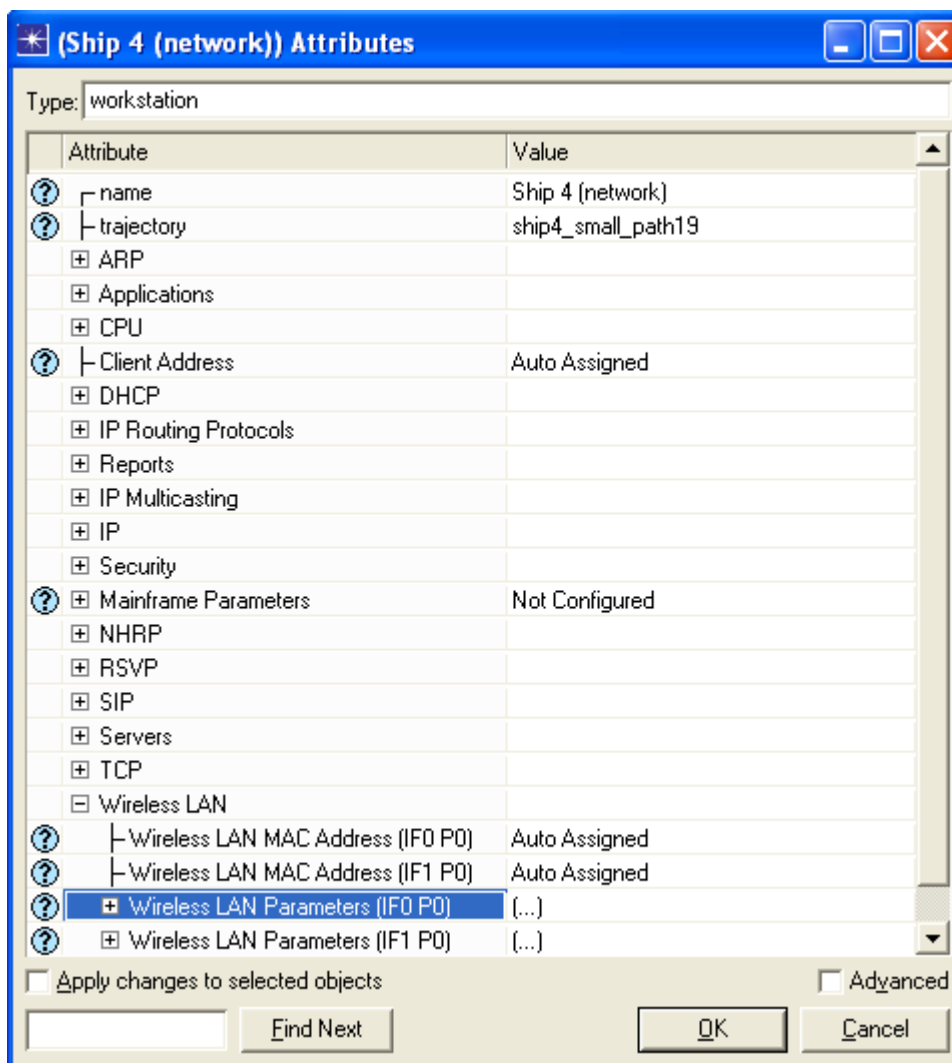 (Ship 4 (network)) Attributes
Type: workstation
Attribute Value
name Ship 4 (network)
trajectory ship4_small_path19
ARP
Applications
CPU
Client Address Auto Assigned
DHCP
IP Routing Protocols
Reports
IP Multicasting
IP
Security
Mainframe Parameters Not Configured
NHRP
RSVP
SIP
Servers
TCP
Wireless LAN
Wireless LAN MAC Address (IF0 P0) Auto Assigned
Wireless LAN MAC Address (IF1 P0) Auto Assigned
Wireless LAN Parameters (IF0 P0) (...)
Wireless LAN Parameters (IF1 P0) (...)
Apply changes to selected objects Advanced
Find Next OK Cancel